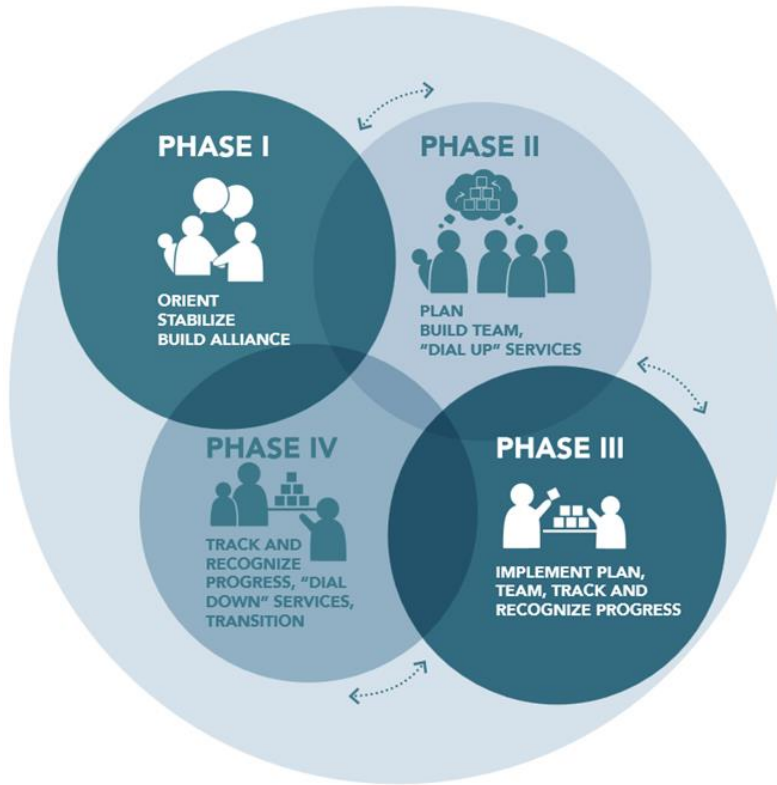 PHASE I
ORIENT
STABILIZE
BUILD ALLIANCE
PHASE II
PLAN
BUILD TEAM,
“DIAL UP” SERVICES
PHASE III
IMPLEMENT PLAN,
TEAM, TRACK AND
RECOGNIZE PROGRESS
PHASE IV
TRACK AND
RECOGNIZE
PROGRESS, “DIAL
DOWN” SERVICES,
TRANSITION